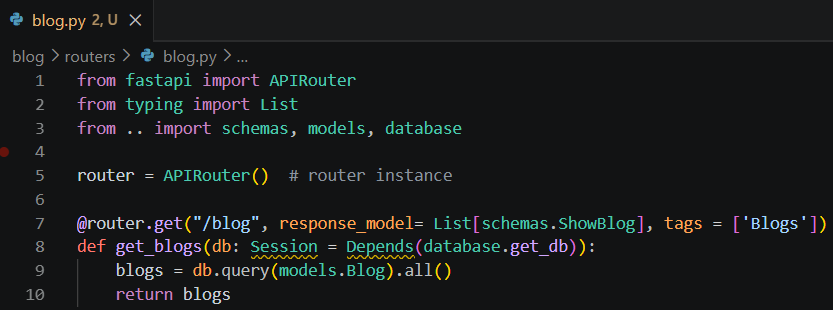 blog.py 2, U
blog > routers > blog.py > ...
1 from fastapi import APIRouter
2 from typing import List
3 from .. import schemas, models, database
4
5 router = APIRouter()  # router instance
6
7 @router.get("/blog", response_model= List[schemas.ShowBlog], tags = ['Blogs'])
8 def get_blogs(db: Session = Depends(database.get_db)):
9     blogs = db.query(models.Blog).all()
10     return blogs